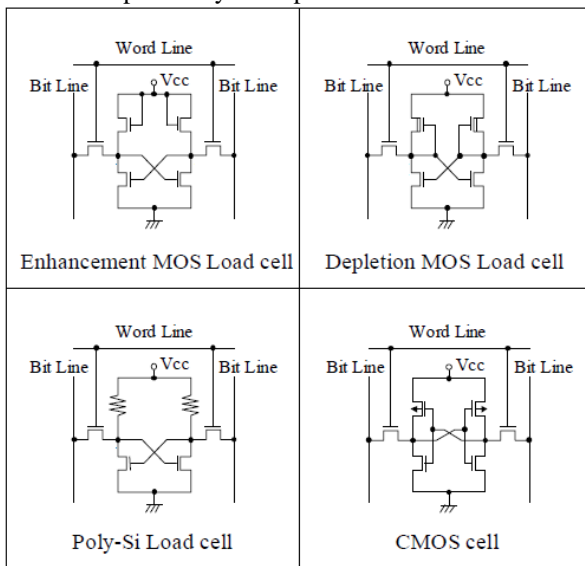 Word Line
Bit Line Vcc Bit Line
Enhancement MOS Load cell
Word Line
Bit Line Vcc Bit Line
Depletion MOS Load cell
Word Line
Bit Line Vcc Bit Line
Poly-Si Load cell
Word Line
Bit Line Vcc Bit Line
CMOS cell